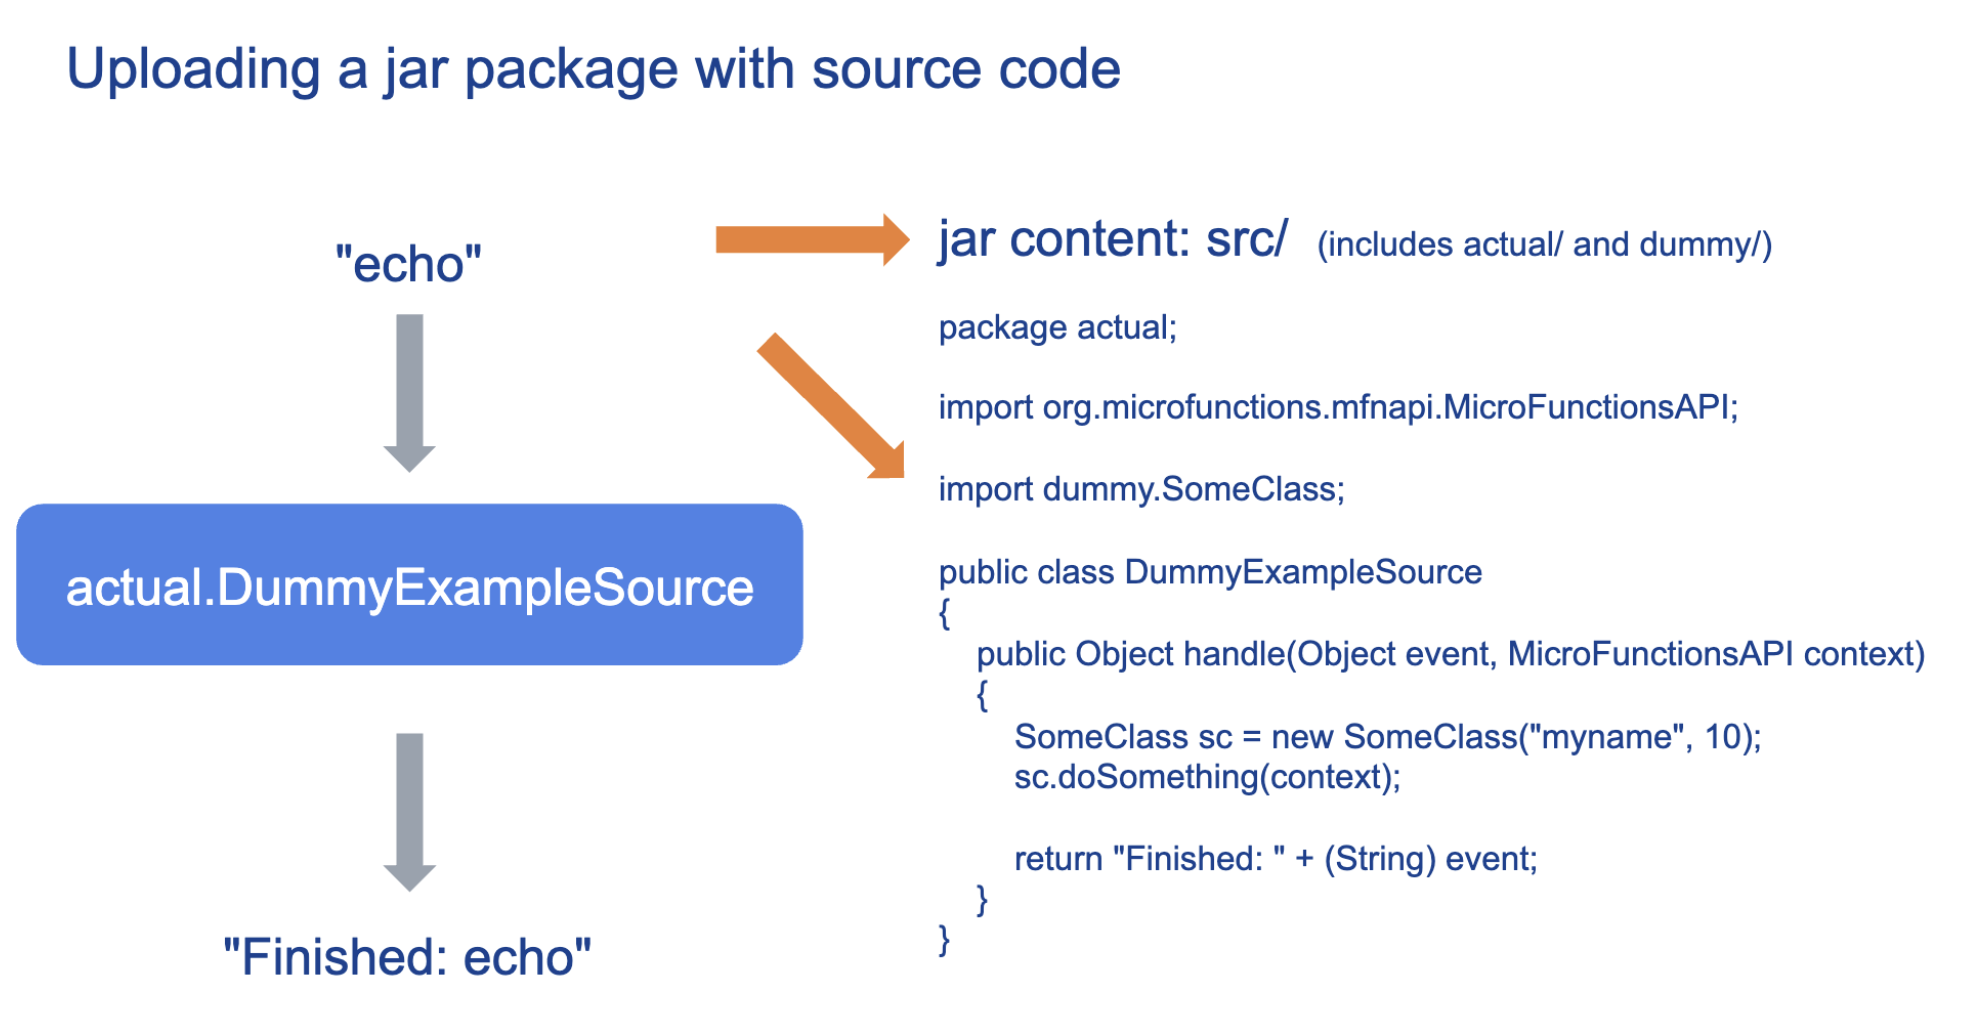 Uploading a jar package with source code
"echo"
actual.DummyExampleSource
"Finished: echo"
jar content: src/ (includes actual/ and dummy/)
package actual;
import org.microfunctions.mfnapi.MicroFunctionsAPI;
import dummy.SomeClass;
public class DummyExampleSource
{
public Object handle(Object event, MicroFunctionsAPI context)
{
SomeClass sc = new SomeClass("myname", 10);
sc.doSomething(context);
return "Finished: " + (String) event;
}
}